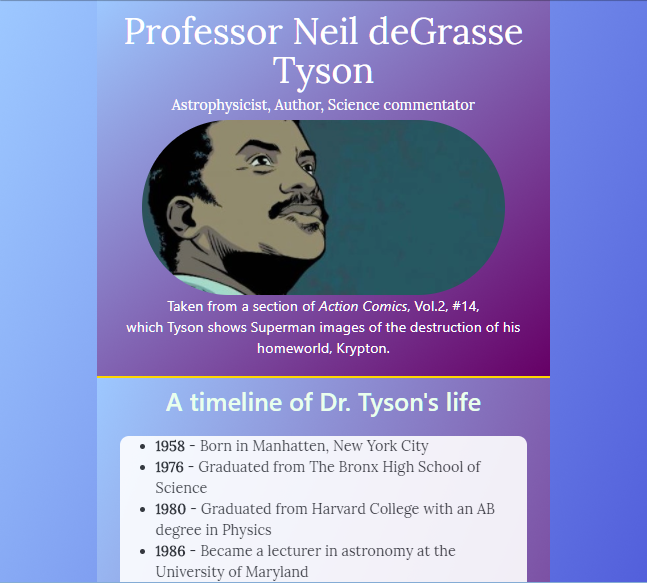 Professor Neil deGrasse
Tyson
Astrophysicist, Author, Science commentator
Taken from a section of Action Comics, Vol.2, #14,
which Tyson shows Superman images of the destruction of his
homeworld, Krypton.
A timeline of Dr. Tyson's life
• 1958 - Born in Manhatten, New York City
• 1976 - Graduated from The Bronx High School of
Science
• 1980 - Graduated from Harvard College with an AB
degree in Physics
• 1986 - Became a lecturer in astronomy at the
University of Maryland